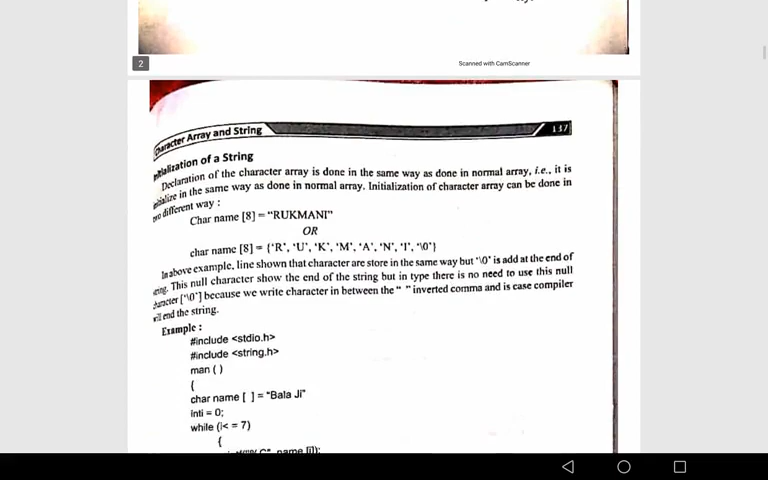 2
Scanned with CamScanner
Character Array and String
137
Initialization of a String
Declaration of the character array is done in the same way as done in normal array, i.e., it is
initialize in the same way as done in normal array. Initialization of character array can be done in
two different way :
Char name [8] = “RUKMANI”
OR
char name [8] = {‘R’, ‘U’, ‘K’, ‘M’, ‘A’, ‘N’, ‘I’, ‘\0’}
In above example, line shown that character are store in the same way but ‘\0’ is add at the end of
string. This null character show the end of the string but in type there is no need to use this null
character [‘\0’] because we write character in between the “ ” inverted comma and is case compiler
will end the string.
Example :
#include <stdio.h>
#include <string.h>
man ( )
{
char name [ ] = “Bala Ji”
inti = 0;
while (i< = 7)
{
name [i]);